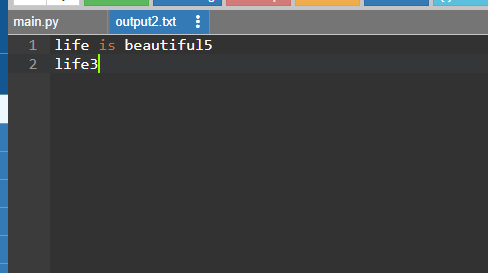 main.py output2.txt
1 life is beautiful5
2 life3